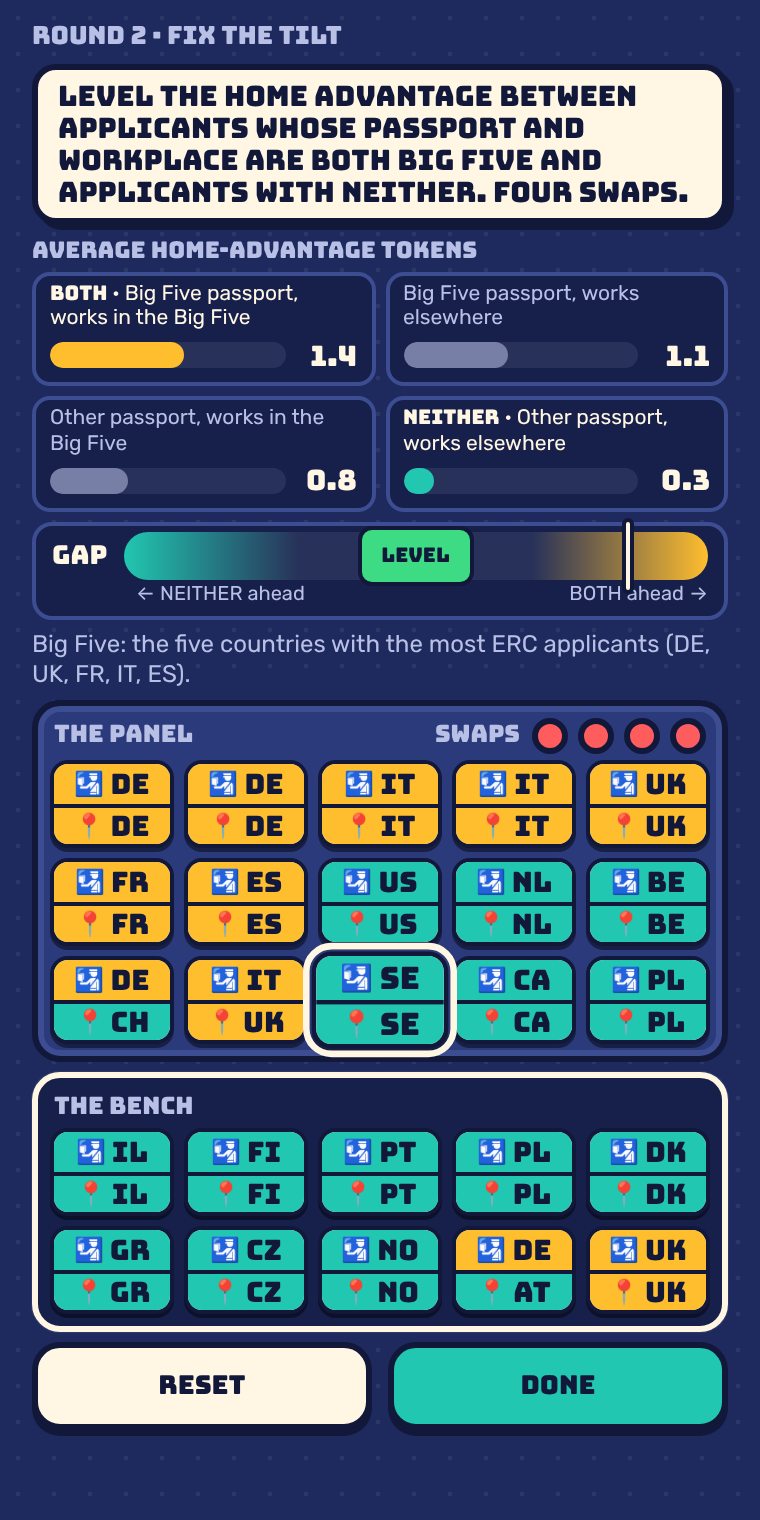 ROUND 2 · FIX THE TILT
LEVEL THE HOME ADVANTAGE BETWEEN
APPLICANTS WHOSE PASSPORT AND
WORKPLACE ARE BOTH BIG FIVE AND
APPLICANTS WITH NEITHER. FOUR SWAPS.
AVERAGE HOME-ADVANTAGE TOKENS
BOTH · Big Five passport,
works in the Big Five
1.4
Big Five passport, works
elsewhere
1.1
Other passport, works in the
Big Five
0.8
NEITHER · Other passport,
works elsewhere
0.3
GAP
LEVEL
← NEITHER ahead
BOTH ahead →
Big Five: the five countries with the most ERC applicants (DE,
UK, FR, IT, ES).
THE PANEL
SWAPS
🛂 DE 🛂 DE 🛂 IT 🛂 IT 🛂 UK
📍 DE 📍 DE 📍 IT 📍 IT 📍 UK
🛂 FR 🛂 ES 🛂 US 🛂 NL 🛂 BE
📍 FR 📍 ES 📍 US 📍 NL 📍 BE
🛂 DE 🛂 IT 🛂 SE 🛂 CA 🛂 PL
📍 CH 📍 UK 📍 SE 📍 CA 📍 PL
THE BENCH
🛂 IL 🛂 FI 🛂 PT 🛂 PL 🛂 DK
📍 IL 📍 FI 📍 PT 📍 PL 📍 DK
🛂 GR 🛂 CZ 🛂 NO 🛂 DE 🛂 UK
📍 GR 📍 CZ 📍 NO 📍 AT 📍 UK
RESET
DONE